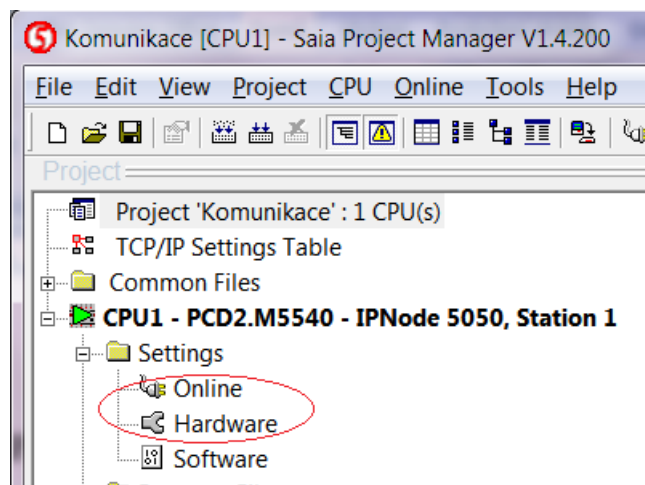 Komunikace [CPU1] - Saia Project Manager V1.4.200
File Edit View Project CPU Online Tools Help
Project
Project 'Komunikace' : 1 CPU(s)
TCP/IP Settings Table
Common Files
CPU1 - PCD2.M5540 - IPNode 5050, Station 1
Settings
Online
Hardware
Software